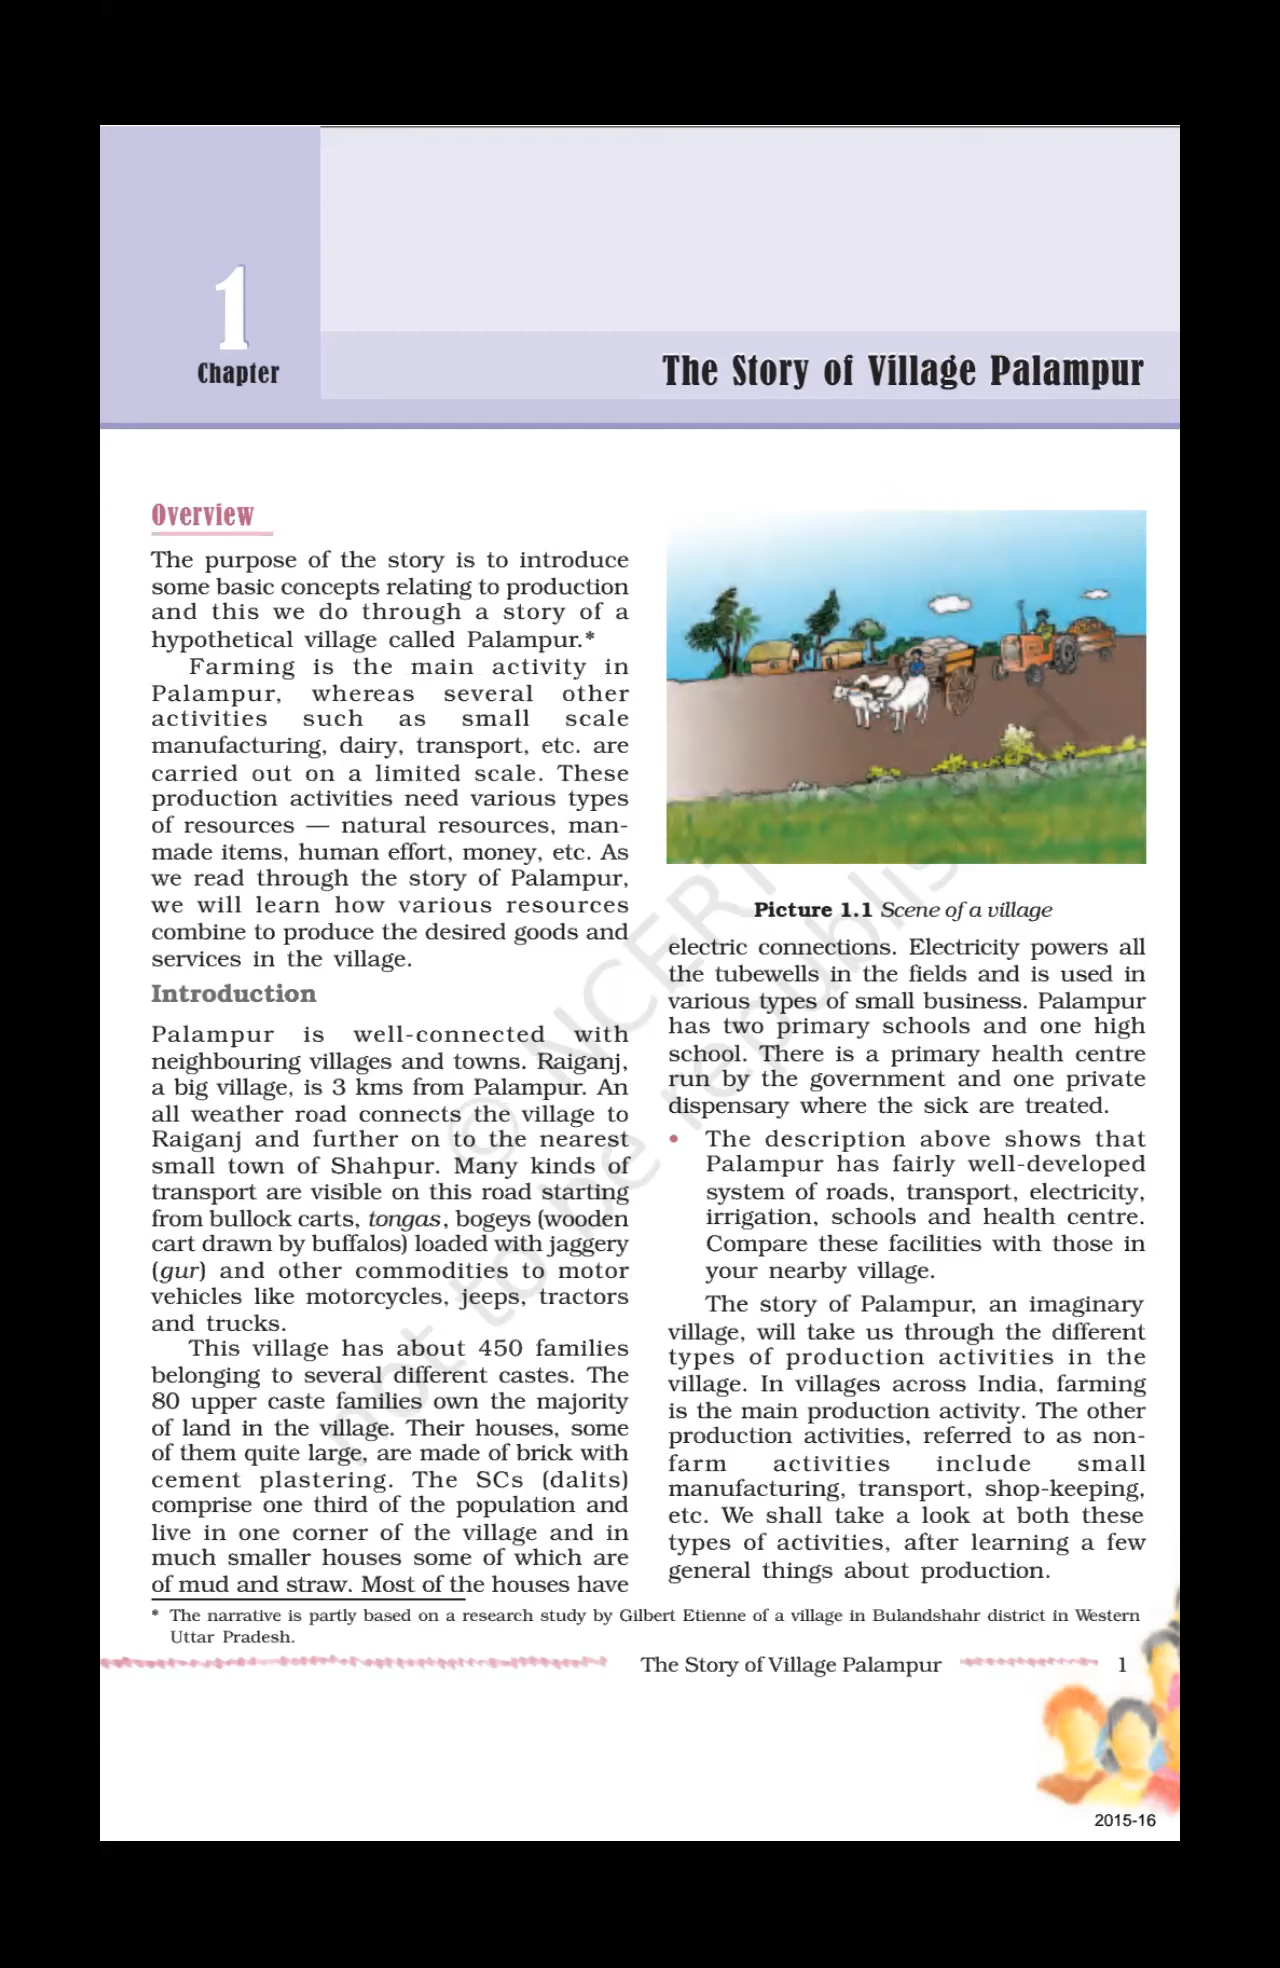 1
Chapter
The Story of Village Palampur
Overview
The purpose of the story is to introduce
some basic concepts relating to production
and this we do through a story of a
hypothetical village called Palampur.*
Farming is the main activity in
Palampur, whereas several other
activities such as small scale
manufacturing, dairy, transport, etc. are
carried out on a limited scale. These
production activities need various types
of resources — natural resources, man-
made items, human effort, money, etc. As
we read through the story of Palampur,
we will learn how various resources
combine to produce the desired goods and
services in the village.
Introduction
Palampur is well-connected with
neighbouring villages and towns. Raiganj,
a big village, is 3 kms from Palampur. An
all weather road connects the village to
Raiganj and further on to the nearest
small town of Shahpur. Many kinds of
transport are visible on this road starting
from bullock carts, tongas, bogeys (wooden
cart drawn by buffalos) loaded with jaggery
(gur) and other commodities to motor
vehicles like motorcycles, jeeps, tractors
and trucks.
This village has about 450 families
belonging to several different castes. The
80 upper caste families own the majority
of land in the village. Their houses, some
of them quite large, are made of brick with
cement plastering. The SCs (dalits)
comprise one third of the population and
live in one corner of the village and in
much smaller houses some of which are
of mud and straw. Most of the houses have
Picture 1.1 Scene of a village
electric connections. Electricity powers all
the tubewells in the fields and is used in
various types of small business. Palampur
has two primary schools and one high
school. There is a primary health centre
run by the government and one private
dispensary where the sick are treated.
• The description above shows that
Palampur has fairly well-developed
system of roads, transport, electricity,
irrigation, schools and health centre.
Compare these facilities with those in
your nearby village.
The story of Palampur, an imaginary
village, will take us through the different
types of production activities in the
village. In villages across India, farming
is the main production activity. The other
production activities, referred to as non-
farm activities include small
manufacturing, transport, shop-keeping,
etc. We shall take a look at both these
types of activities, after learning a few
general things about production.
* The narrative is partly based on a research study by Gilbert Etienne of a village in Bulandshahr district in Western
Uttar Pradesh.
The Story of Village Palampur 1
2015-16
© NCERT
not to be republished